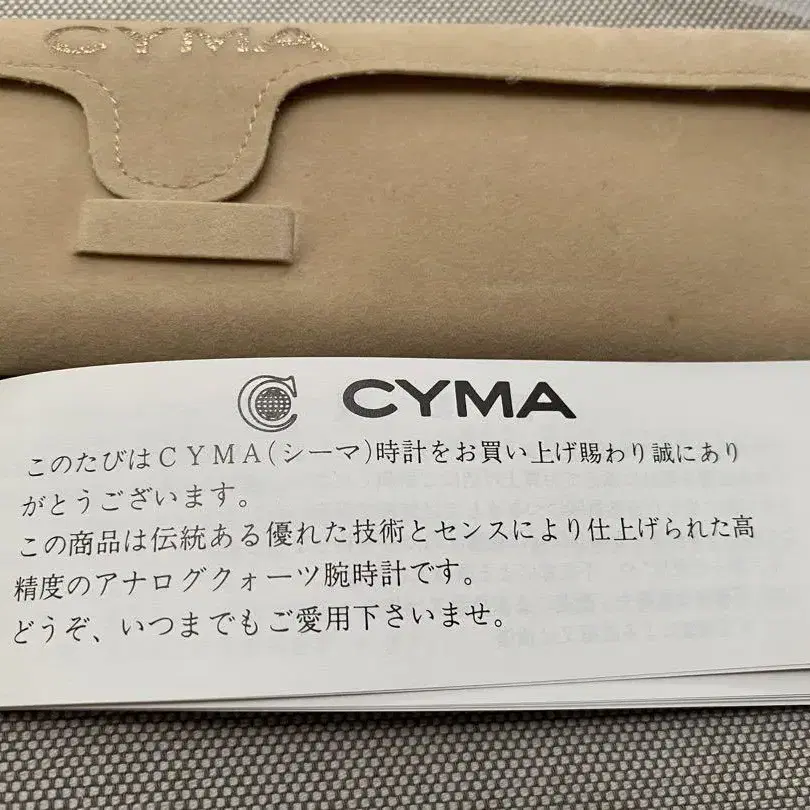 CYMA
CYMA
このたびはＣＹＭＡ(シーマ)時計をお買い上げ賜わり誠にあり
がとうございます。
この商品は伝統ある優れた技術とセンスにより仕上げられた高
精度のアナログクォーツ腕時計です。
どうぞ、いつまでもご愛用下さいませ。